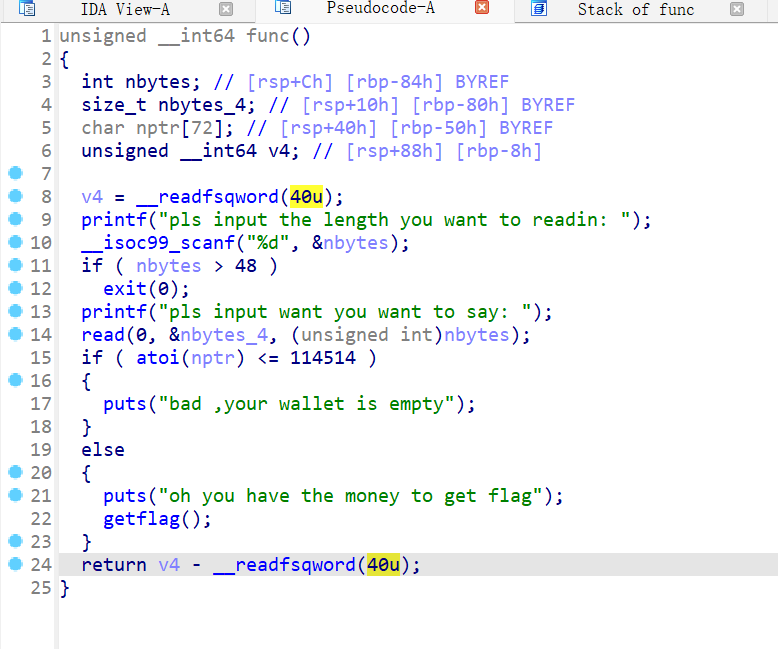 IDA View-A Pseudocode-A Stack of func
1 unsigned __int64 func()
2 {
3 int nbytes; // [rsp+Ch] [rbp-84h] BYREF
4 size_t nbytes_4; // [rsp+10h] [rbp-80h] BYREF
5 char nptr[72]; // [rsp+40h] [rbp-50h] BYREF
6 unsigned __int64 v4; // [rsp+88h] [rbp-8h]
7
8 v4 = __readfsqword(40u);
9 printf("pls input the length you want to readin: ");
10 __isoc99_scanf("%d", &nbytes);
11 if ( nbytes > 48 )
12 exit(0);
13 printf("pls input want you want to say: ");
14 read(0, &nbytes_4, (unsigned int)nbytes);
15 if ( atoi(nptr) <= 114514 )
16 {
17 puts("bad ,your wallet is empty");
18 }
19 else
20 {
21 puts("oh you have the money to get flag");
22 getflag();
23 }
24 return v4 - __readfsqword(40u);
25 }